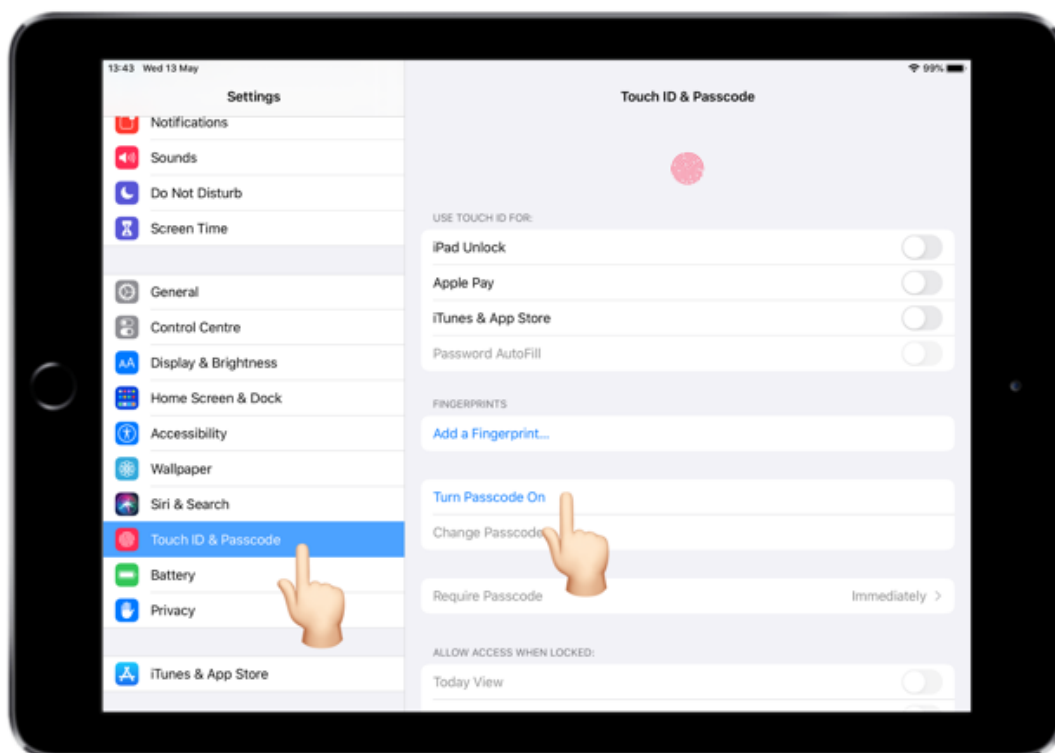 13:43 Wed 13 May
99%
Settings
Notifications
Sounds
Do Not Disturb
Screen Time
General
Control Centre
AA Display & Brightness
Home Screen & Dock
Accessibility
Wallpaper
Siri & Search
Touch ID & Passcode
Battery
Privacy
iTunes & App Store
Touch ID & Passcode
USE TOUCH ID FOR:
iPad Unlock
Apple Pay
iTunes & App Store
Password AutoFill
FINGERPRINTS
Add a Fingerprint...
Turn Passcode On
Change Passcode
Require Passcode Immediately
ALLOW ACCESS WHEN LOCKED:
Today View